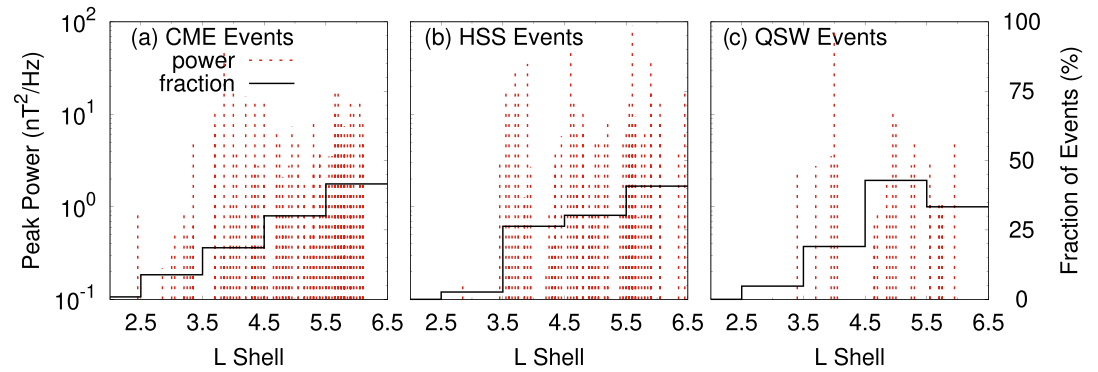 (a) CME Events
power
fraction
(b) HSS Events
(c) QSW Events
Peak Power (nT2/Hz)
10^2
10^1
10^0
10^-1
100
75
50
25
0
Fraction of Events (%)
2.5 3.5 4.5 5.5 6.5
2.5 3.5 4.5 5.5 6.5
2.5 3.5 4.5 5.5 6.5
L Shell
L Shell
L Shell